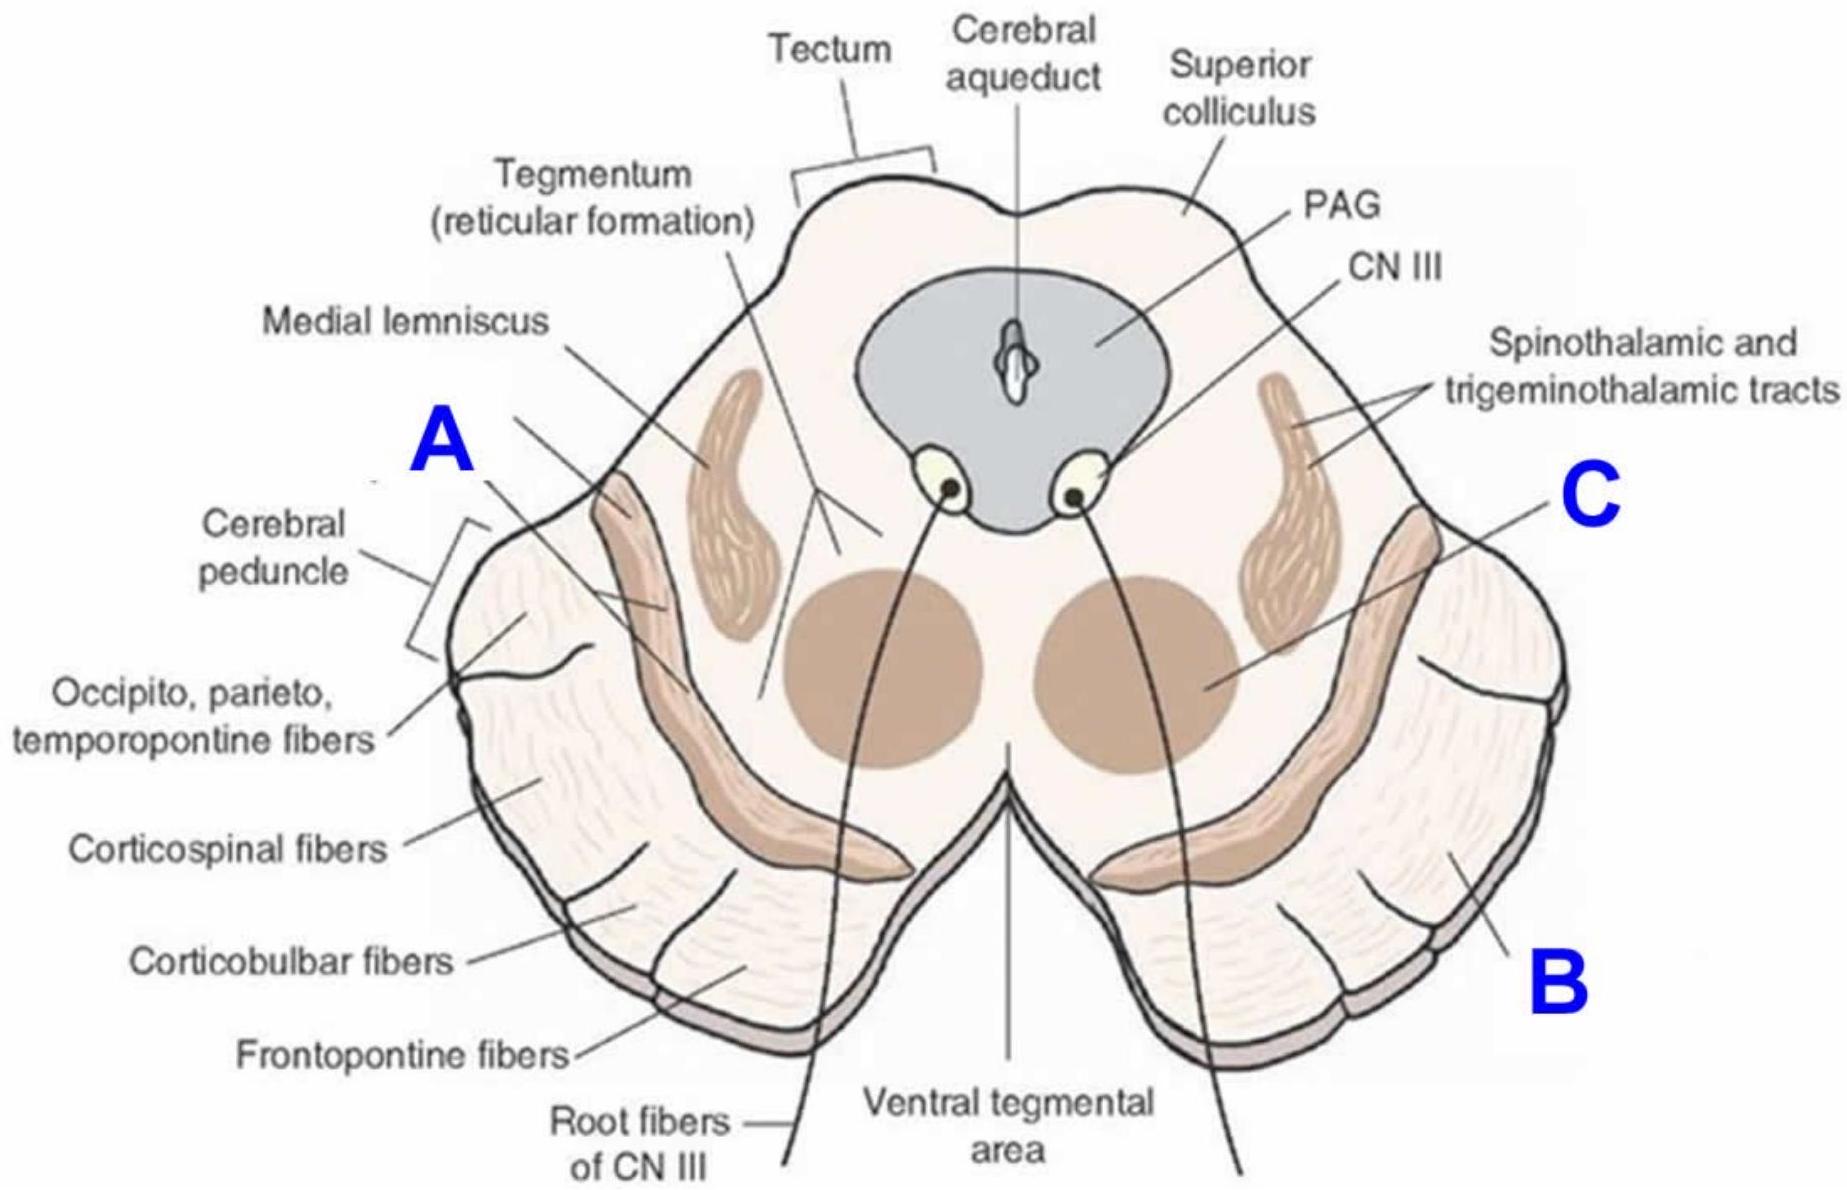 Tectum
Cerebral
aqueduct
Superior
colliculus
Tegmentum
(reticular formation)
PAG
CN III
Medial lemniscus
Spinothalamic and
trigeminothalamic tracts
A
C
Cerebral
peduncle
Occipito, parieto,
temporopontine fibers
Corticospinal fibers
Corticobulbar fibers
B
Frontopontine fibers
Root fibers
of CN III
Ventral tegmental
area